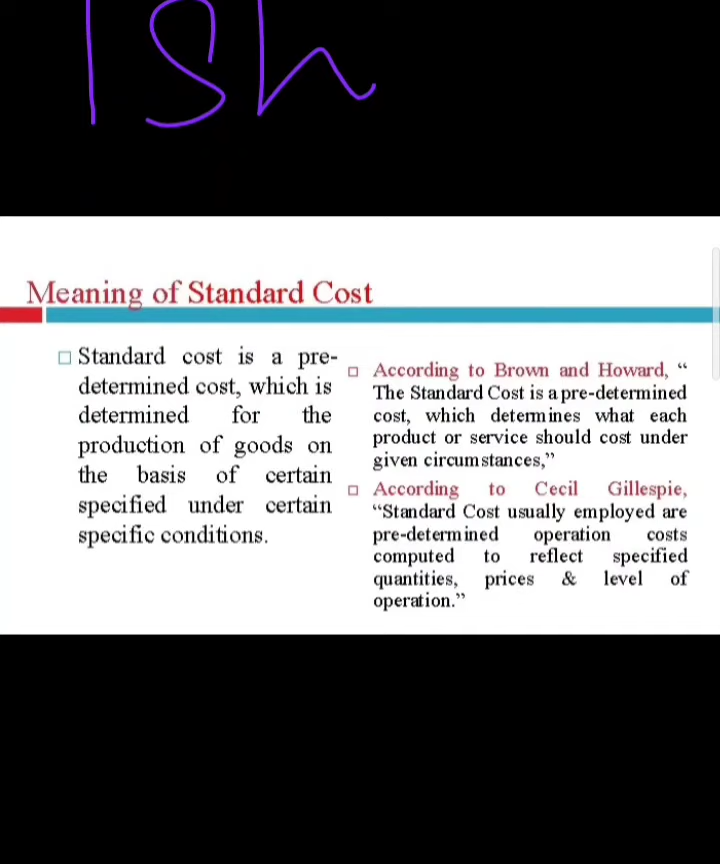 ISh
Meaning of Standard Cost
Standard cost is a pre-
determined cost, which is
determined for the
production of goods on
the basis of certain
specified under certain
specific conditions.
According to Brown and Howard, “
The Standard Cost is a pre-determined
cost, which determines what each
product or service should cost under
given circumstances,”
According to Cecil Gillespie,
“Standard Cost usually employed are
pre-determined operation costs
computed to reflect specified
quantities, prices & level of
operation.”